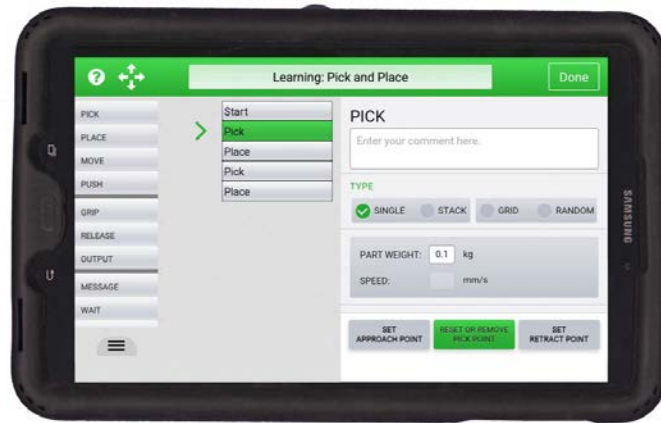 Learning: Pick and Place
Done
PICK
PLACE
MOVE
PUSH
GRIP
RELEASE
OUTPUT
MESSAGE
WAIT
Start
Pick
Place
Pick
Place
PICK
Enter your comment here.
TYPE
SINGLE STACK GRID RANDOM
PART WEIGHT: 0.1 kg
SPEED: mm/s
SET
APPROACH POINT
RESET OR REMOVE
PICK POINT
SET
RETRACT POINT
SAMSUNG